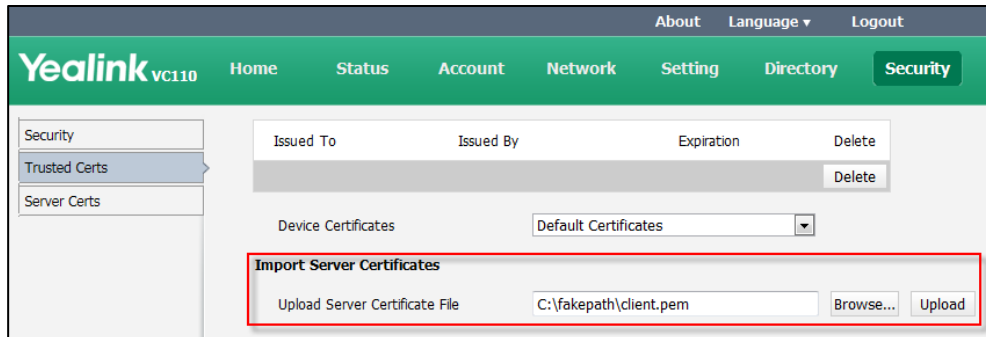 About Language ▾ Logout
Yealink VC110 Home Status Account Network Setting Directory Security
Security
Trusted Certs
Server Certs
Issued To Issued By Expiration Delete
Delete
Device Certificates Default Certificates
Import Server Certificates
Upload Server Certificate File C:\fakepath\client.pem Browse... Upload